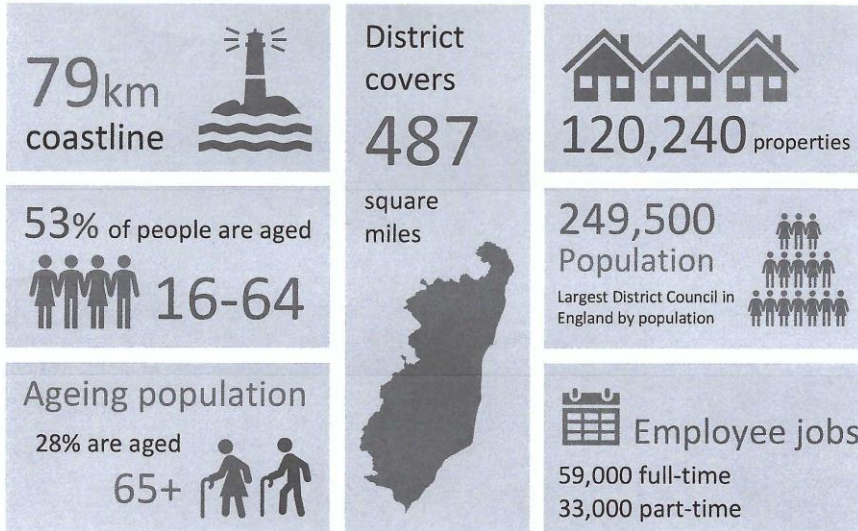 79km
coastline
53% of people are aged
16-64
Ageing population
28% are aged
65+
District
covers
487
square
miles
120,240 properties
249,500
Population
Largest District Council in
England by population
Employee jobs
59,000 full-time
33,000 part-time